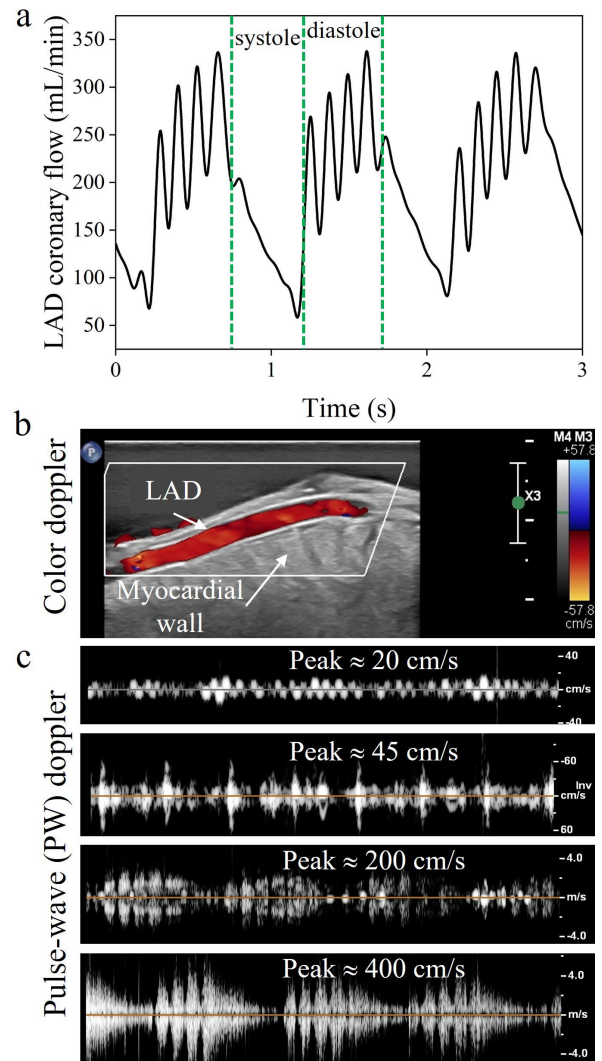 a
LAD coronary flow (mL/min)
350
300
250
200
150
100
50
systole
diastole
0
1
2
3
Time (s)
b
Color doppler
P
LAD
Myocardial
wall
X3
M4 M3
+57.8
-57.8
cm/s
c
Pulse-wave (PW) doppler
Peak ≈ 20 cm/s
40
cm/s
-40
Peak ≈ 45 cm/s
-60
Inv
cm/s
60
Peak ≈ 200 cm/s
4.0
m/s
-4.0
Peak ≈ 400 cm/s
4.0
m/s
-4.0